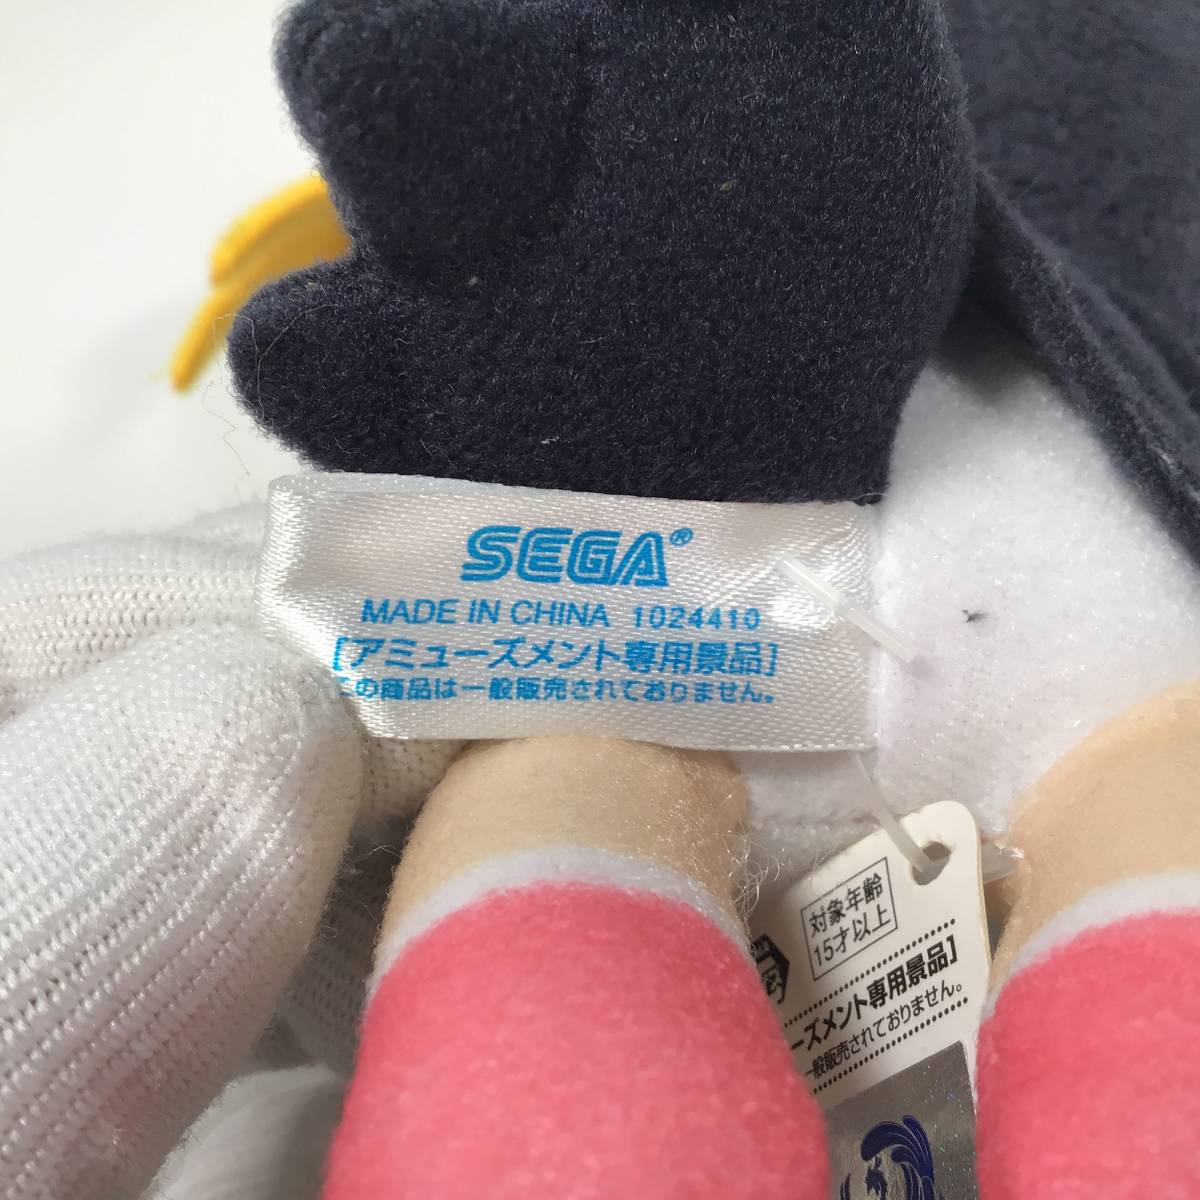 SEGA®
MADE IN CHINA 1024410
[アミューズメント専用景品]
この商品は一般販売されておりません。
対象年齢
15才以上
ーズメント専用景品]
一般販売されておりません。